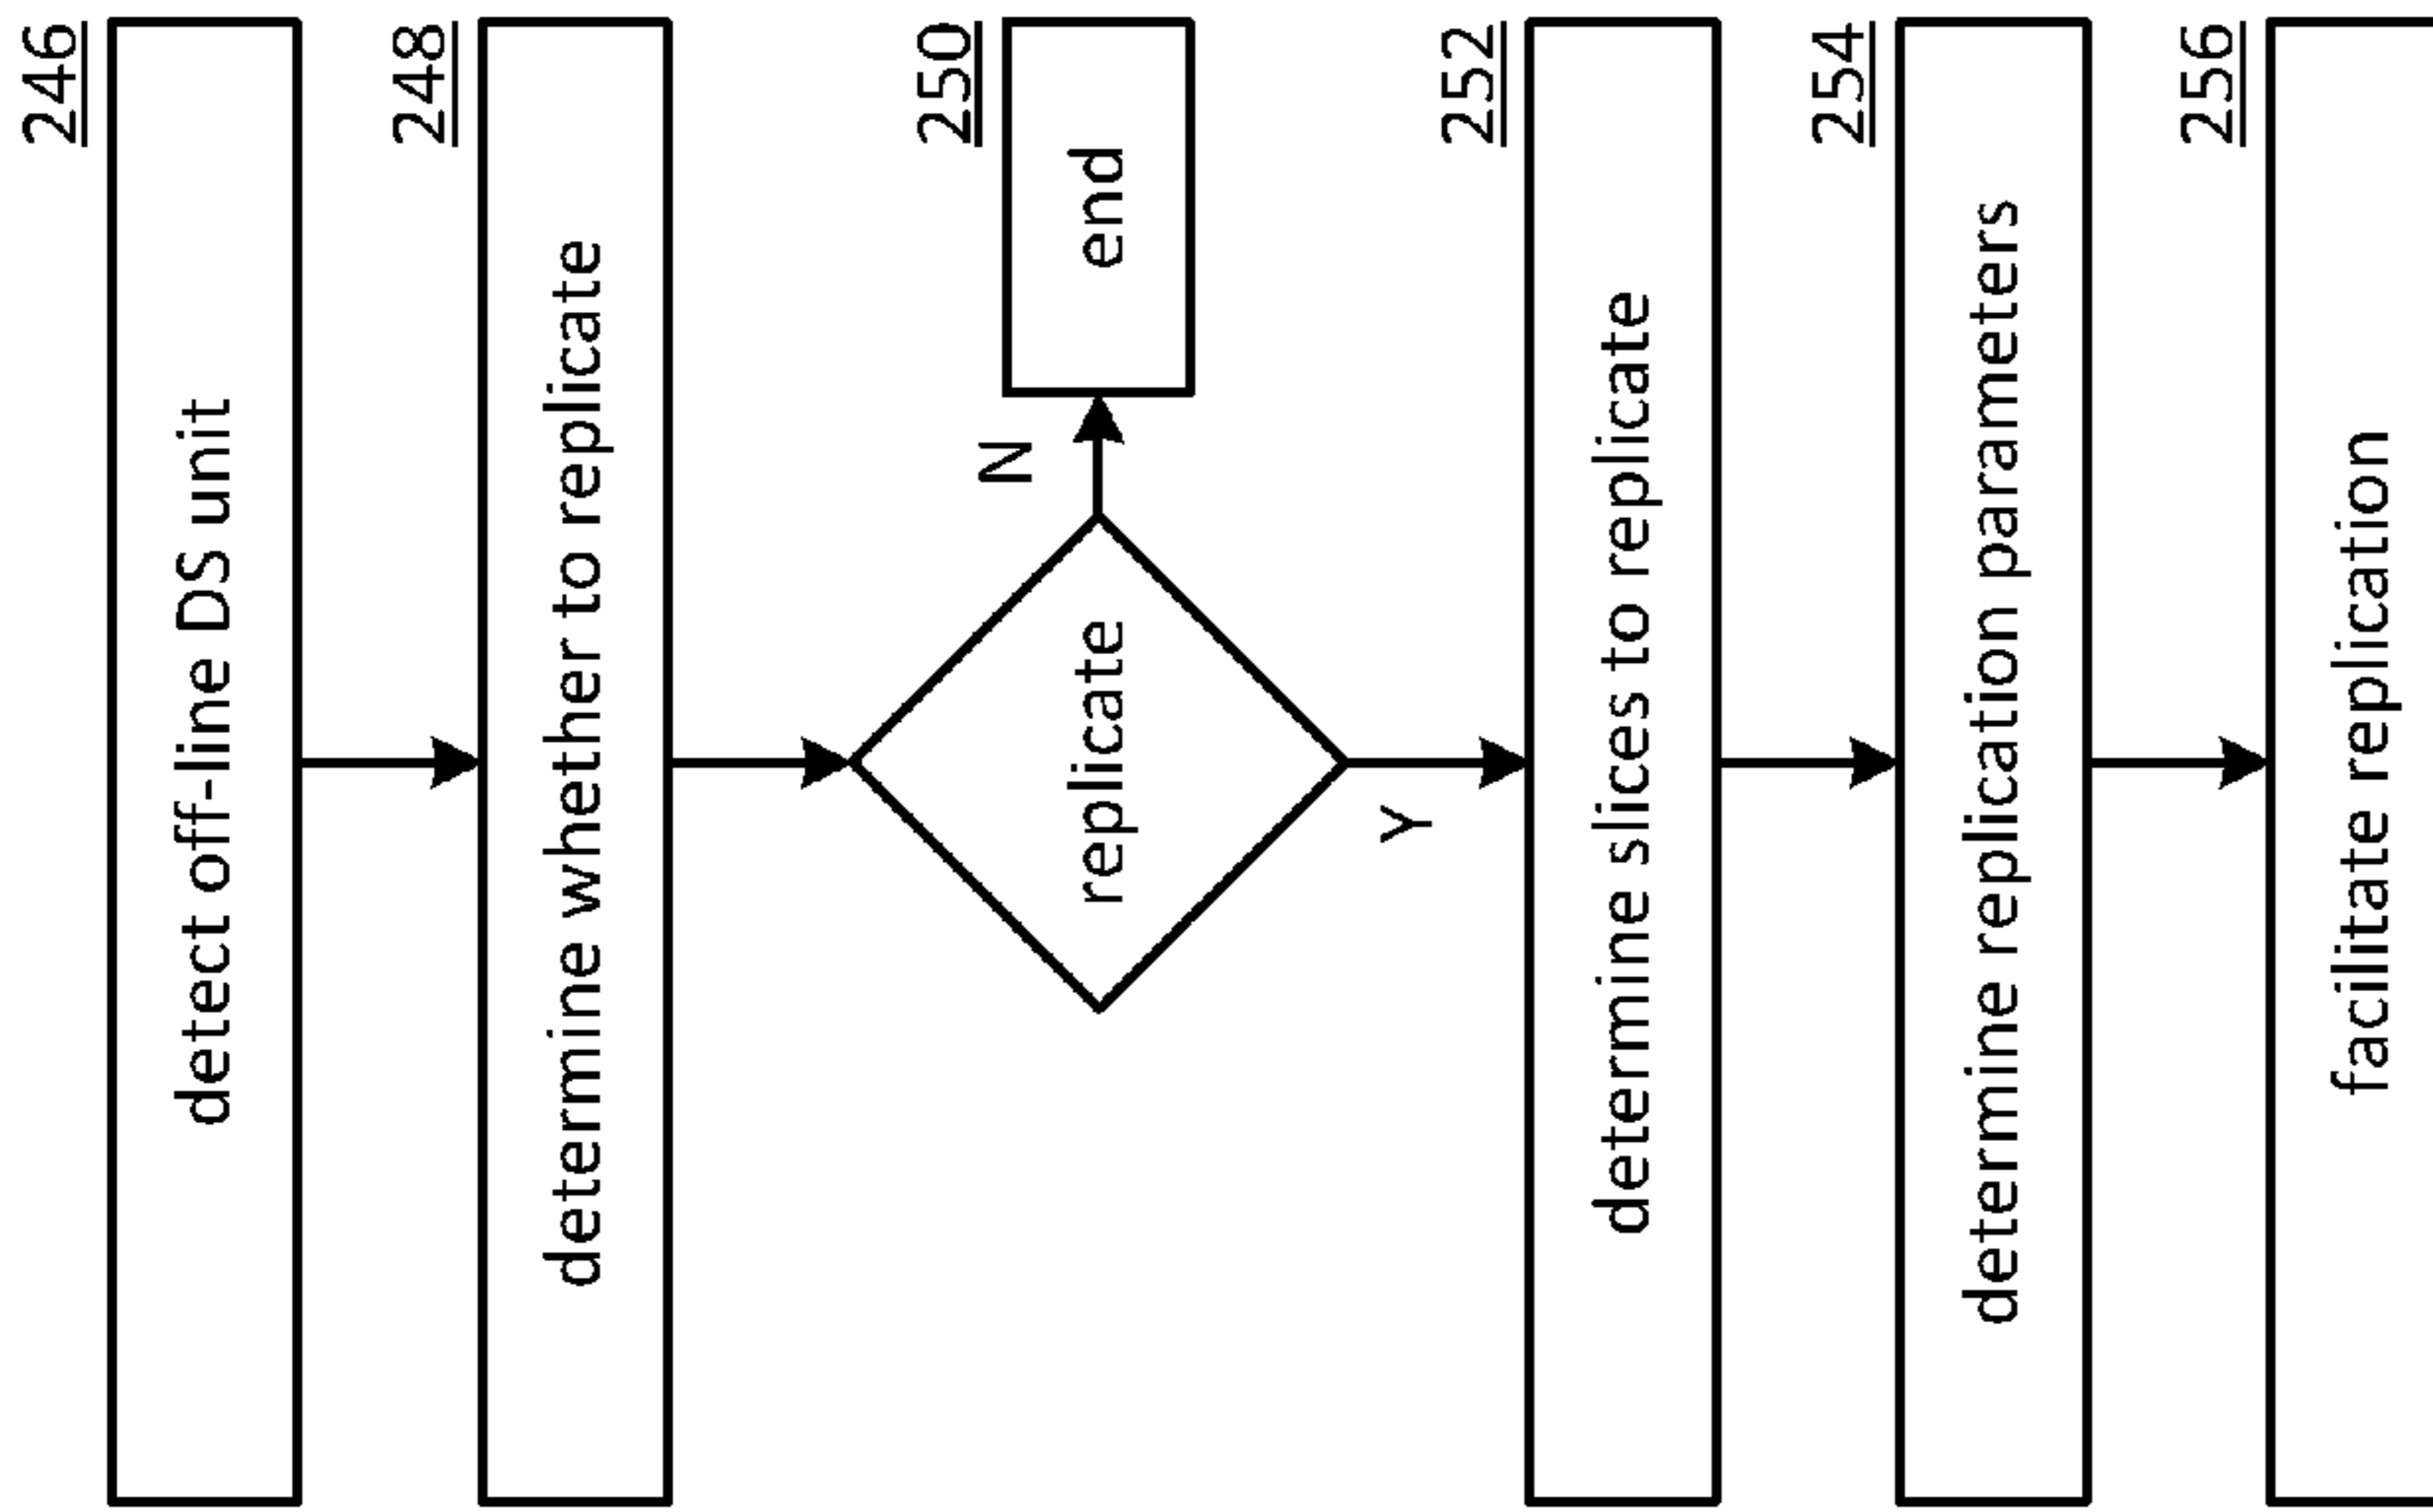 246
detect off-line DS unit
248
determine whether to replicate
replicate
N
250
end
Y
252
determine slices to replicate
254
determine replication parameters
256
facilitate replication